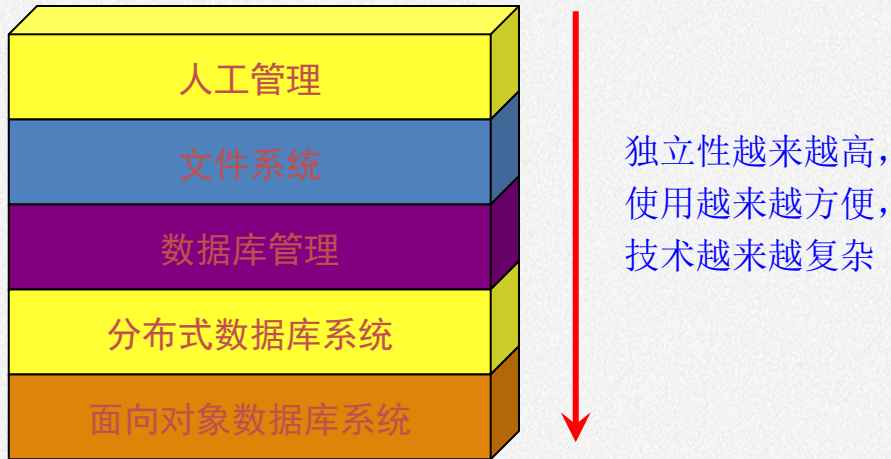 人工管理
文件系统
数据库管理
分布式数据库系统
面向对象数据库系统
独立性越来越高，
使用越来越方便，
技术越来越复杂